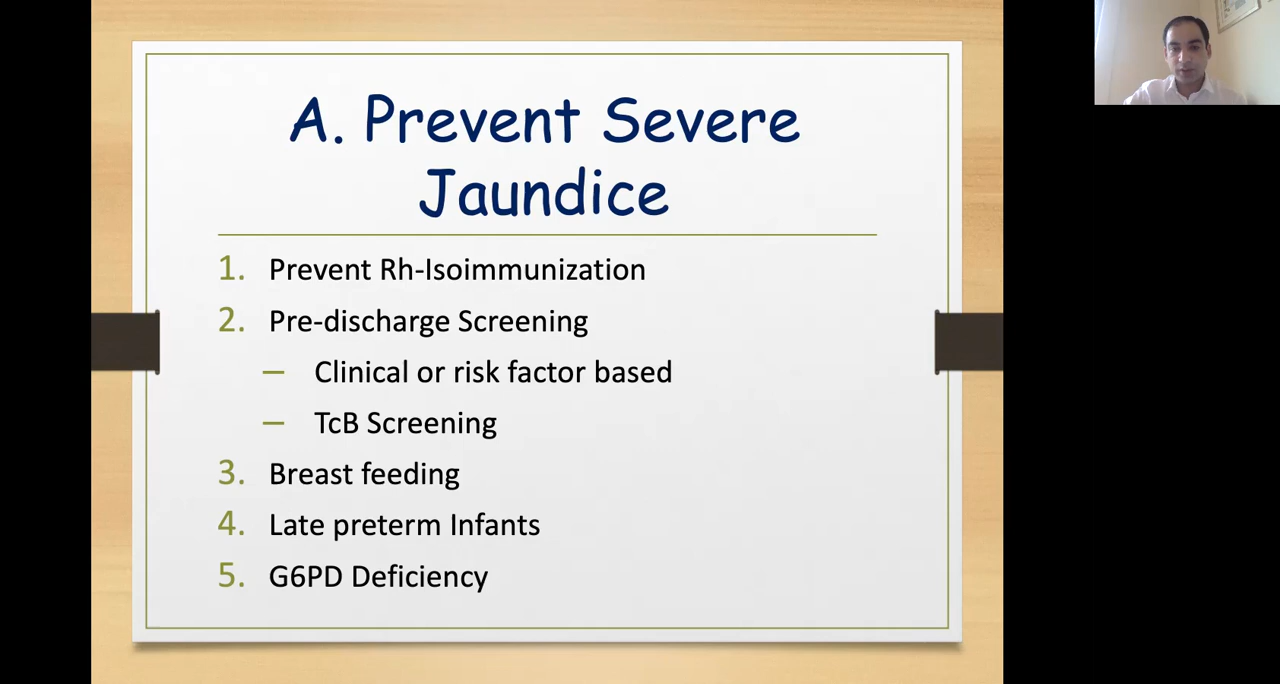 A. Prevent Severe
Jaundice
1. Prevent Rh-Isoimmunization
2. Pre-discharge Screening
– Clinical or risk factor based
– TcB Screening
3. Breast feeding
4. Late preterm Infants
5. G6PD Deficiency